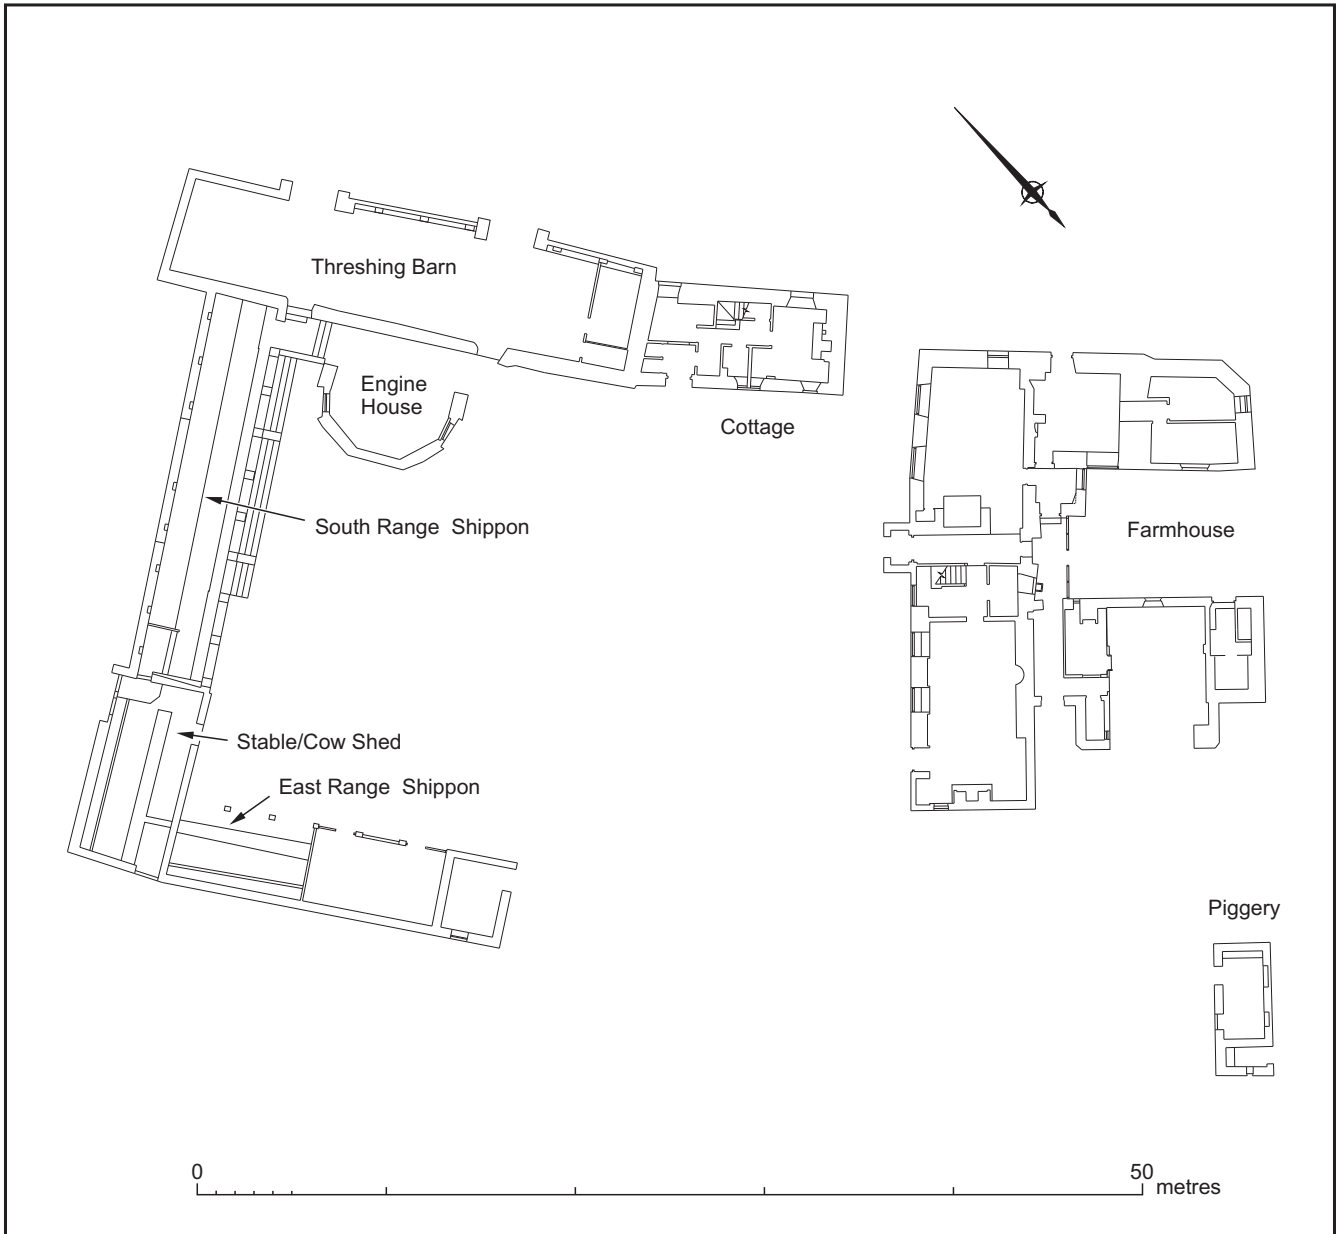 Threshing Barn
Engine
House
Cottage
South Range Shippon
Farmhouse
Stable/Cow Shed
East Range Shippon
Piggery
0
50
metres